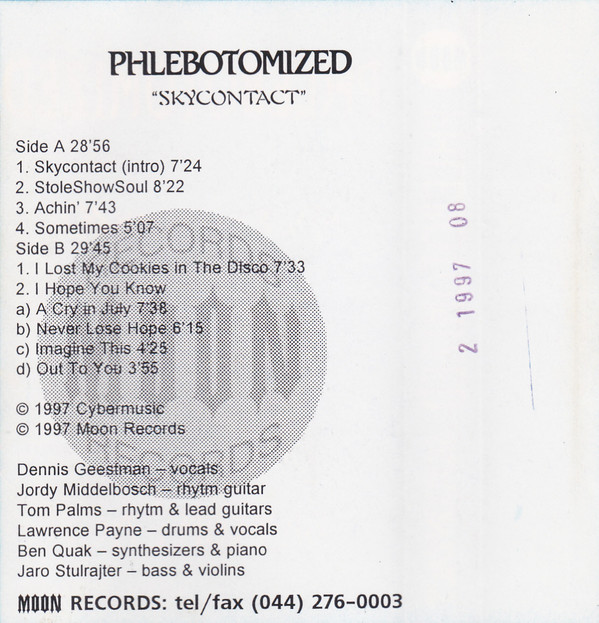 PHLEBOTOMIZED
"SKYCONTACT"
Side A 28'56
1. Skycontact (intro) 7'24
2. StoleShowSoul 8'22
3. Achin' 7'43
4. Sometimes 5'07
Side B 29'45
1. I Lost My Cookies in The Disco 7'33
2. I Hope You Know
a) A Cry in July 7'38
b) Never Lose Hope 6'15
c) Imagine This 4'25
d) Out To You 3'55
© 1997 Cybermusic
© 1997 Moon Records
Dennis Geestman – vocals
Jordy Middelbosch – rhytm guitar
Tom Palms – rhytm & lead guitars
Lawrence Payne – drums & vocals
Ben Quak – synthesizers & piano
Jaro Stulrajter – bass & violins
MOON RECORDS: tel/fax (044) 276-0003
RECORDS
MOON
RECORDS
2 1997 08